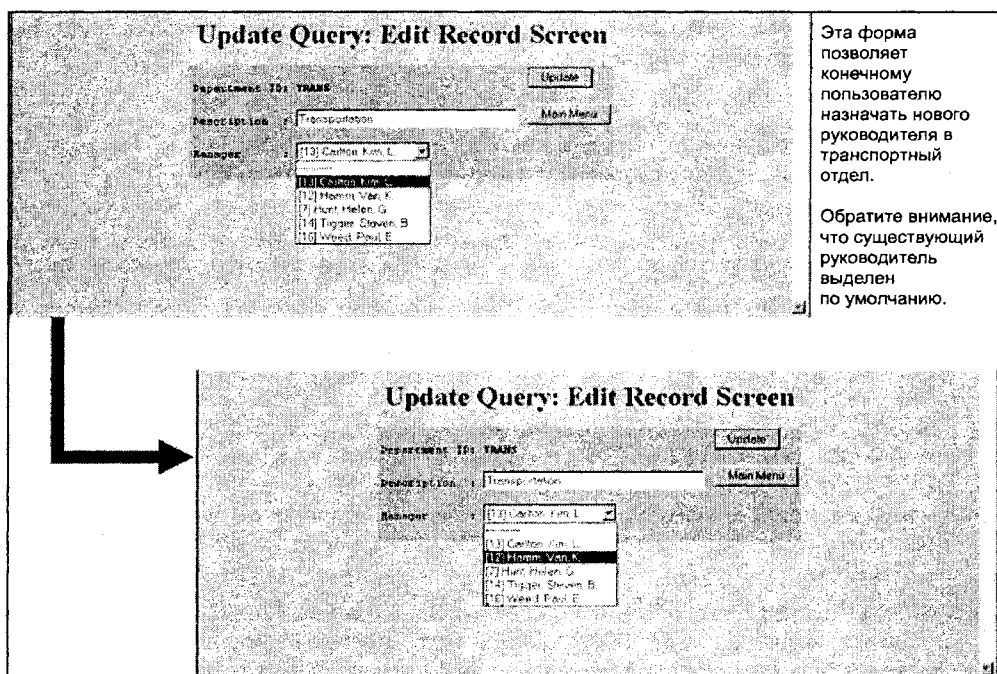 Update Query: Edit Record Screen
Department ID: TRANS
Update
Description : Transportation
Main Menu
Manager : [13] Carlton, Kim, L
[13] Carlton, Kim, L
[12] Hamm, Van, K
[7] Hunt, Helen, G
[14] Tigger, Steven, B
[16] Weed, Paul, E
Эта форма
позволяет
конечному
пользователю
назначать нового
руководителя в
транспортный
отдел.
Обратите внимание,
что существующий
руководитель
выделен
по умолчанию.
Update Query: Edit Record Screen
Department ID: TRANS
Update
Description : Transportation
Main Menu
Manager : [13] Carlton, Kim, L
[13] Carlton, Kim, L
[12] Hamm, Van, K
[7] Hunt, Helen, G
[14] Tigger, Steven, B
[16] Weed, Paul, E